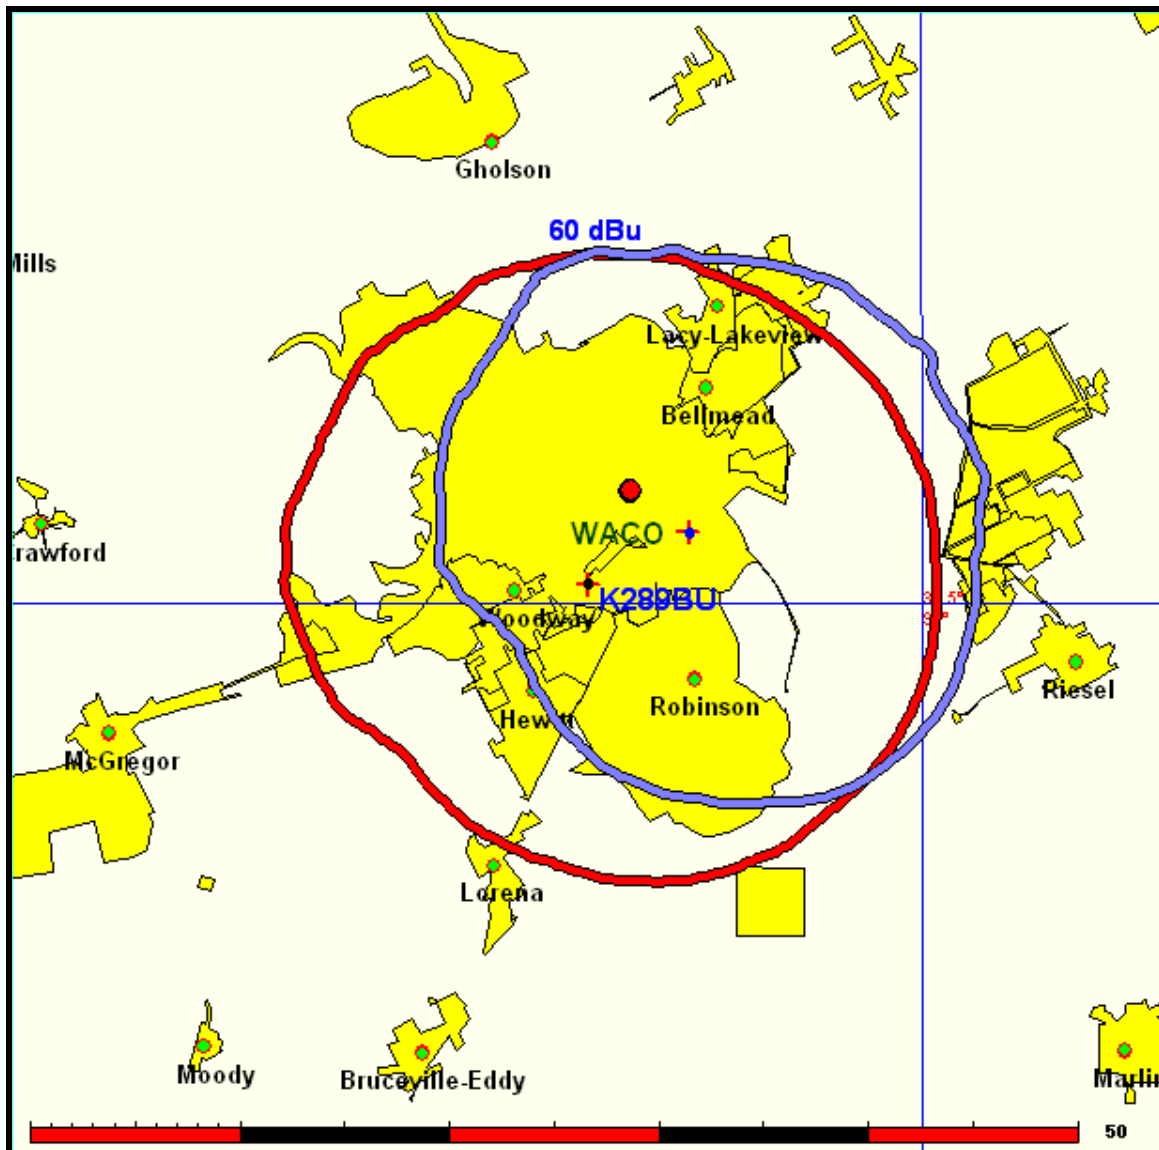 Gholson
60 dBu
Mills
Lacy-Lakeview
Bellmead
WACO
rawford
K289BU
Woodway
Riesel
Robinson
Hewitt
McGregor
Lorena
Moody
Bruceville-Eddy
Marlin
50